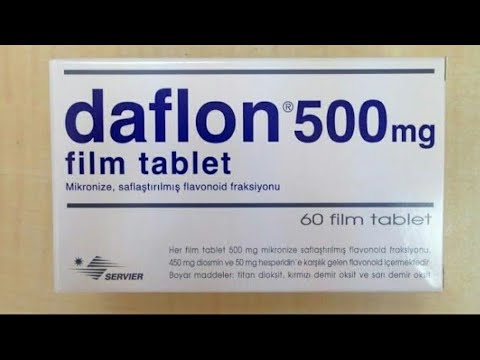 daflon® 500 mg
film tablet
Mikronize, saflaştırılmış flavonoid fraksiyonu
60 film tablet
Her film tablet 500 mg mikronize saflaştırılmış flavonoid fraksiyonu,
450 mg diosmin ve 50 mg hesperidin'e karşılık gelen flavonoid içermektedir.
Boyar maddeler: titan dioksit, kırmızı demir oksit ve sarı demir oksit
SERVIER